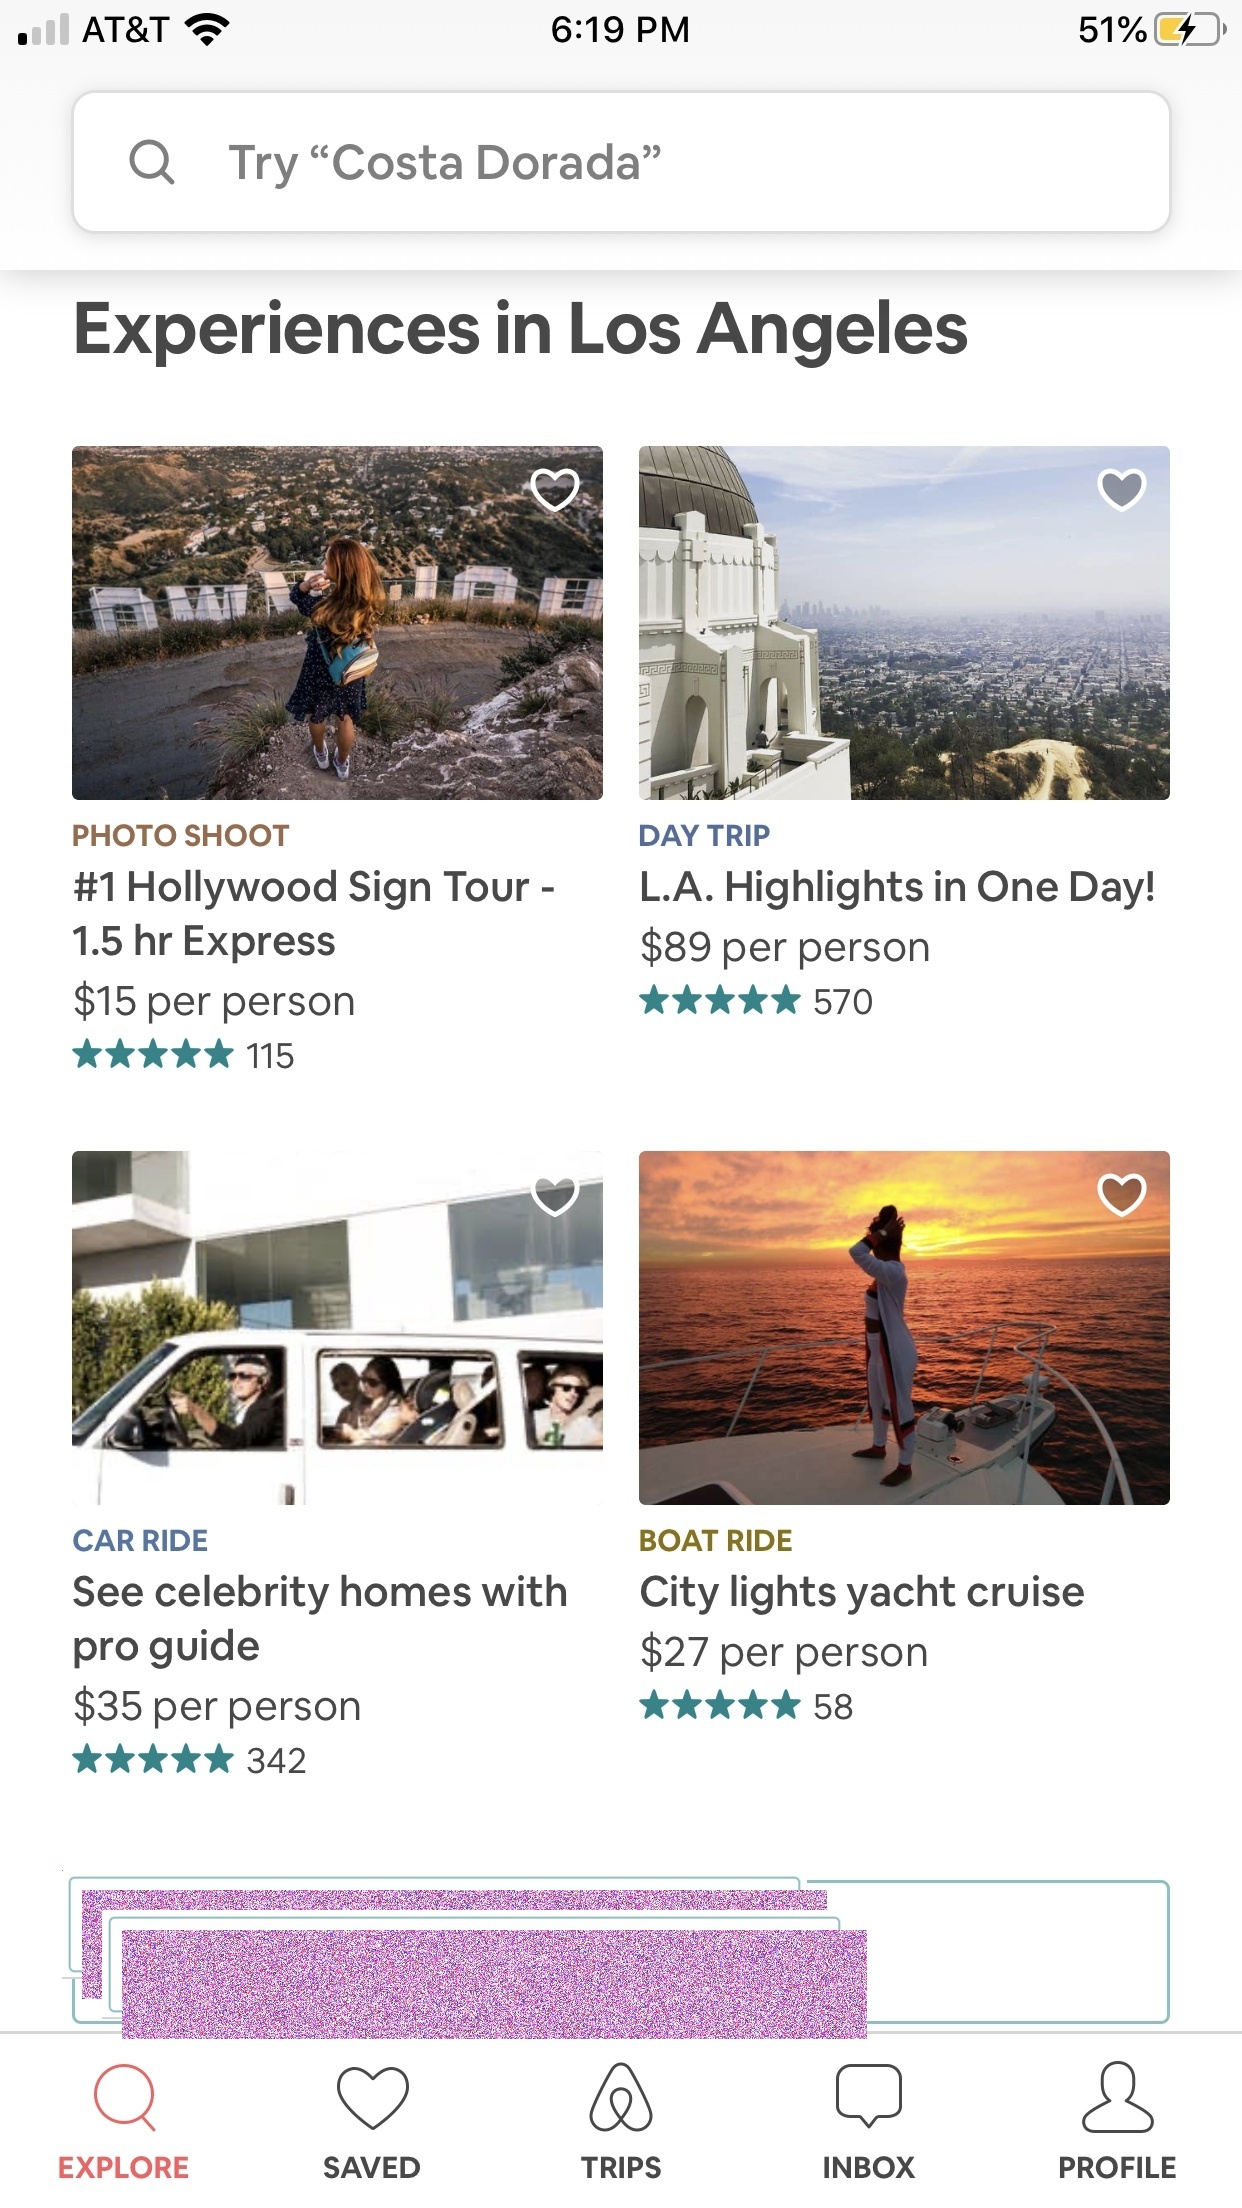 AT&T 6:19 PM 51%
Try “Costa Dorada”
Experiences in Los Angeles
PHOTO SHOOT
#1 Hollywood Sign Tour -
1.5 hr Express
$15 per person
115
DAY TRIP
L.A. Highlights in One Day!
$89 per person
570
CAR RIDE
See celebrity homes with
pro guide
$35 per person
342
BOAT RIDE
City lights yacht cruise
$27 per person
58
EXPLORE SAVED TRIPS INBOX PROFILE